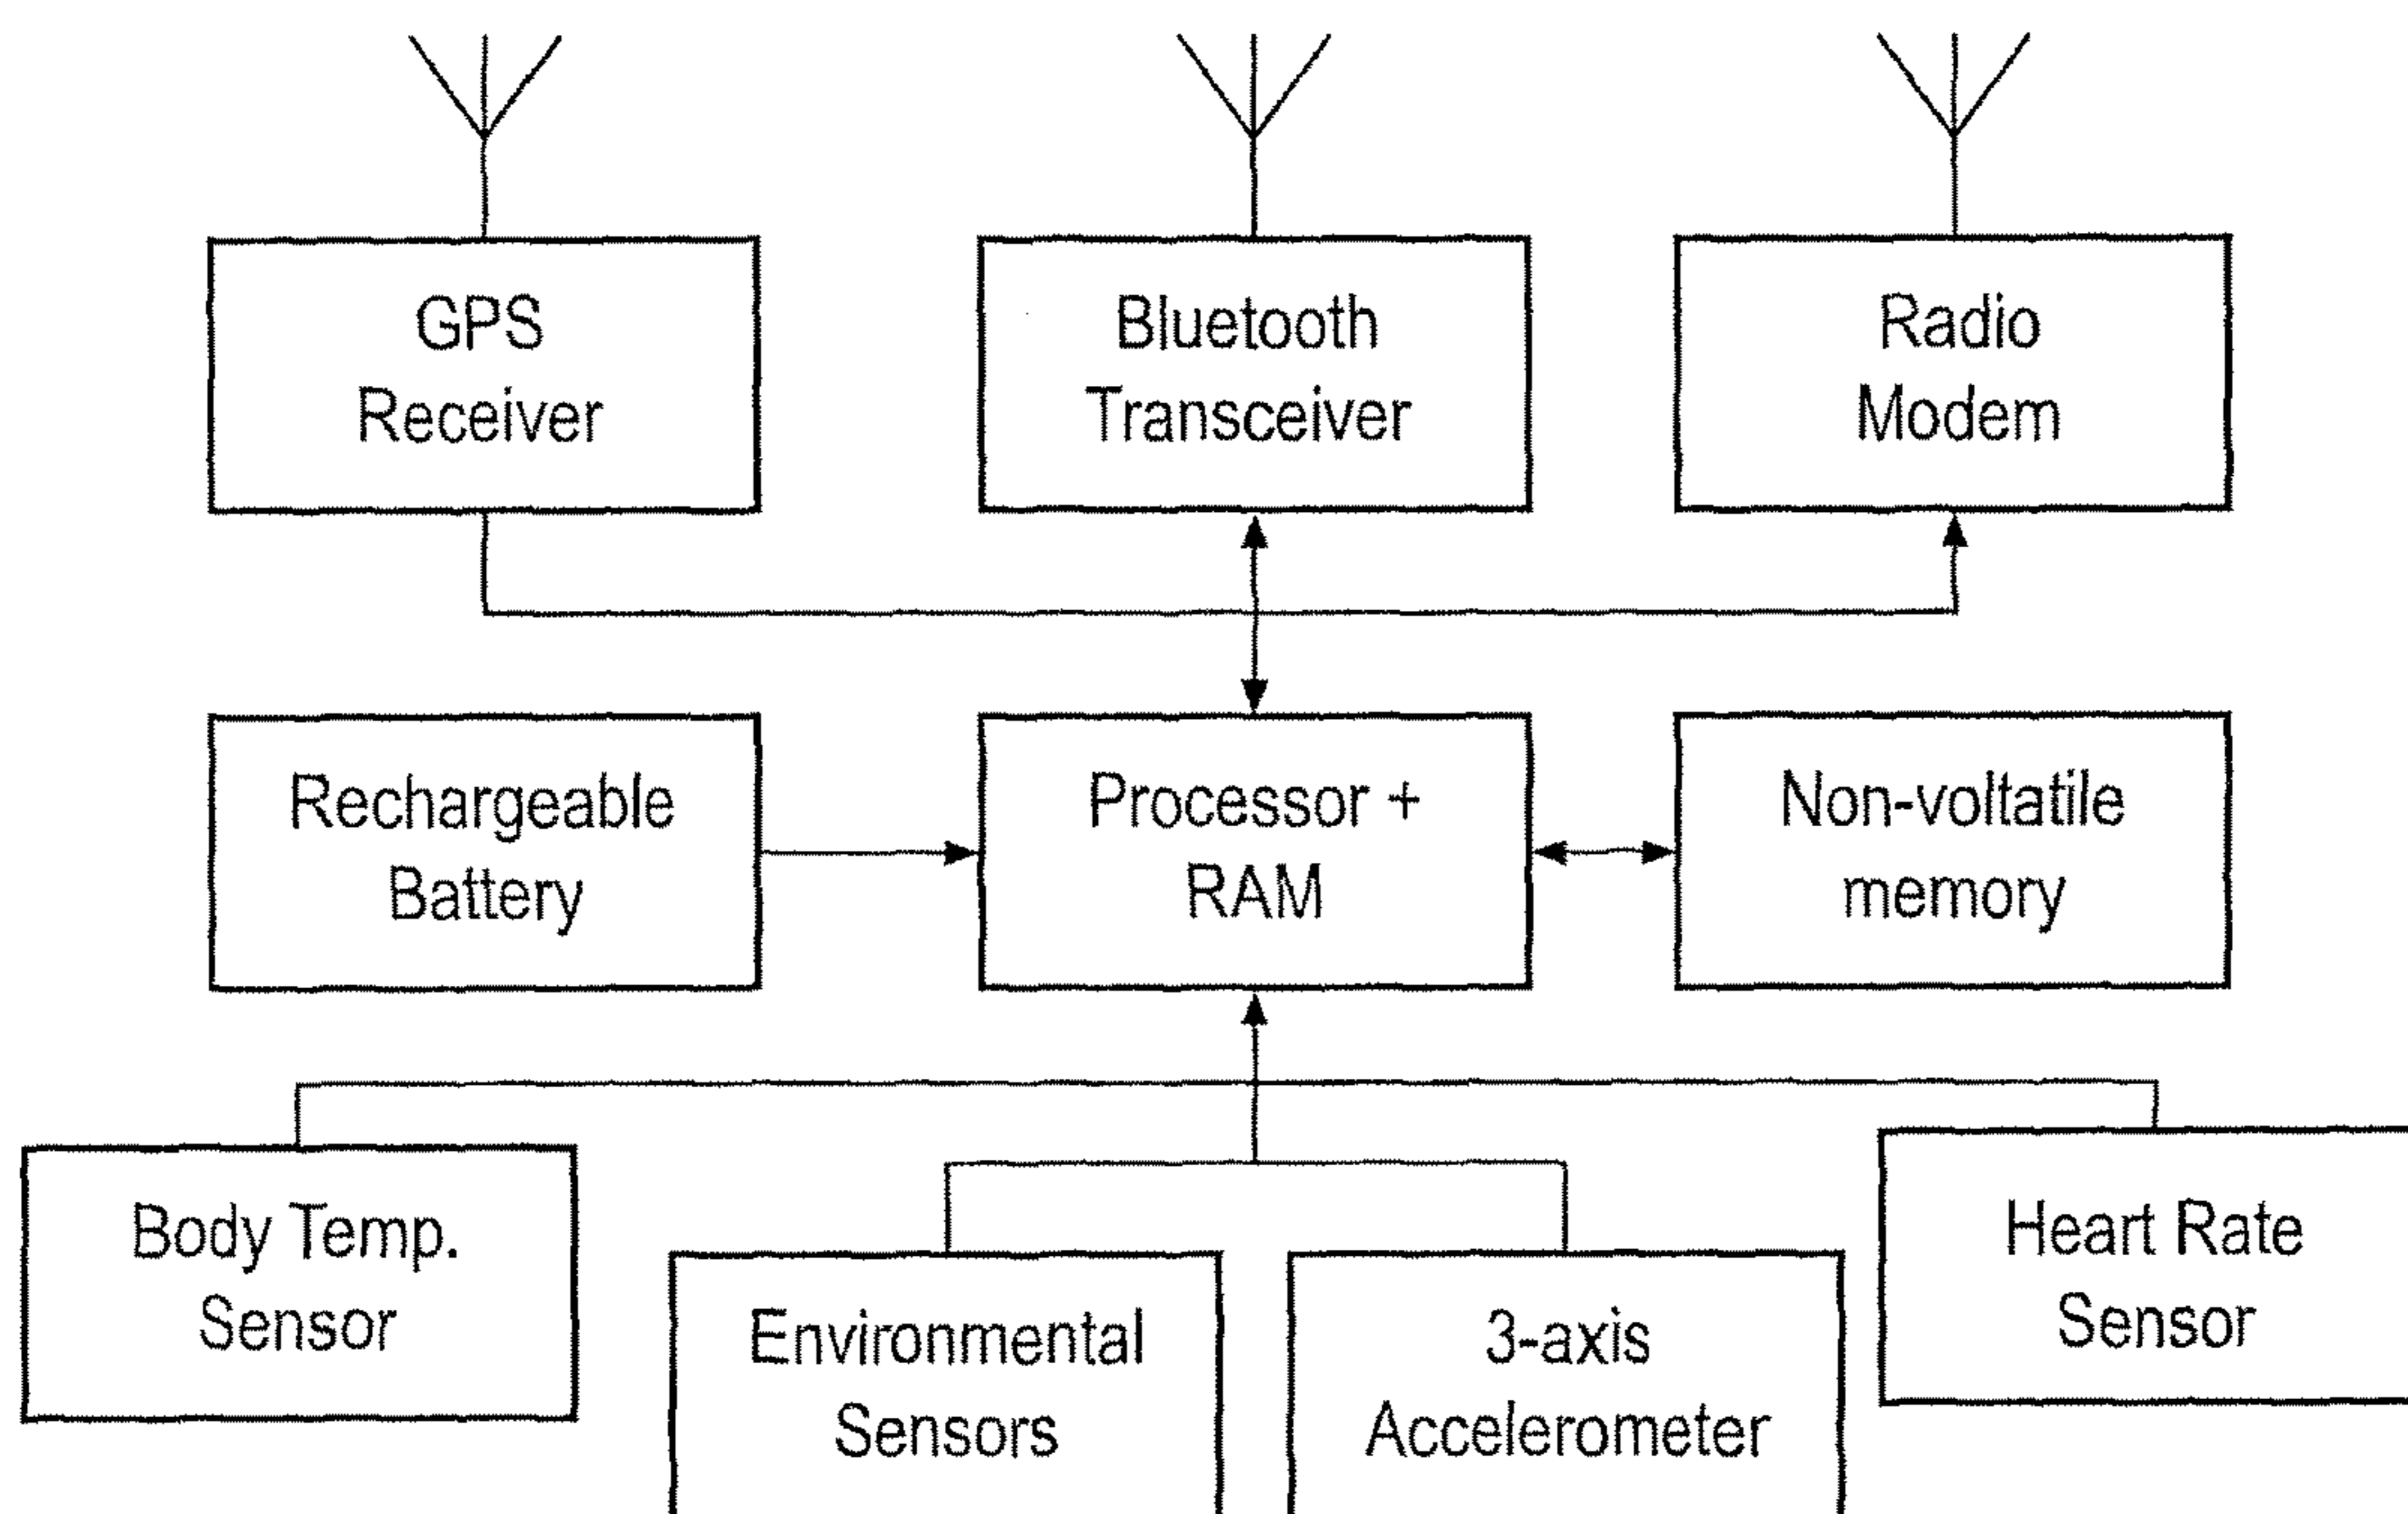 GPS
Receiver
Bluetooth
Transceiver
Radio
Modem
Rechargeable
Battery
Processor +
RAM
Non-voltatile
memory
Body Temp.
Sensor
Environmental
Sensors
3-axis
Accelerometer
Heart Rate
Sensor